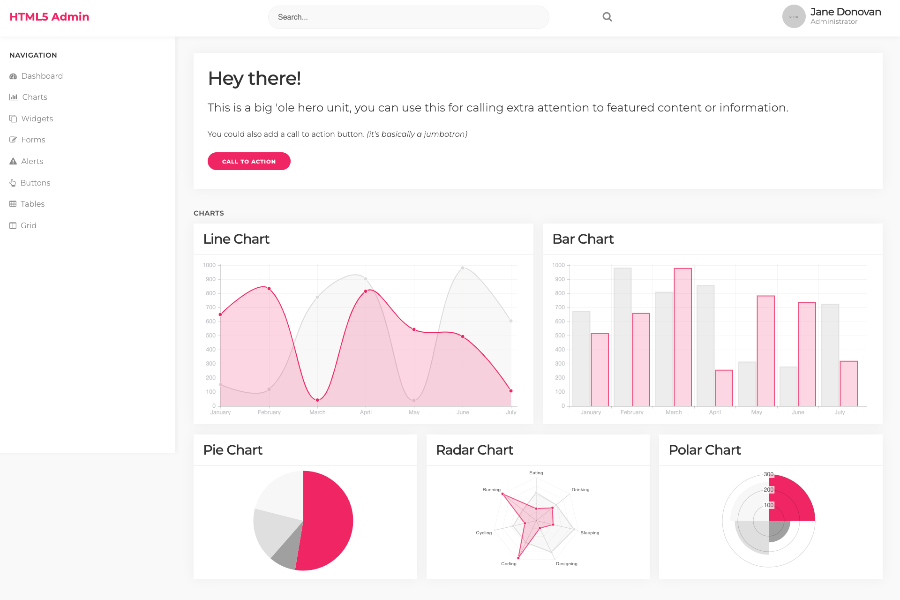 HTML5 Admin
Search...
Jane Donovan
Administrator
NAVIGATION
Dashboard
Charts
Widgets
Forms
Alerts
Buttons
Tables
Grid
Hey there!
This is a big 'ole hero unit, you can use this for calling extra attention to featured content or information.
You could also add a call to action button. (it's basically a jumbotron)
CALL TO ACTION
CHARTS
Line Chart
1000
900
800
700
600
500
400
300
200
100
0
January February March April May June July
Bar Chart
1000
900
800
700
600
500
400
300
200
100
0
January February March April May June July
Pie Chart
Radar Chart
Eating
Running Drinking
Cycling Sleeping
Coding Designing
Polar Chart
300
200
100